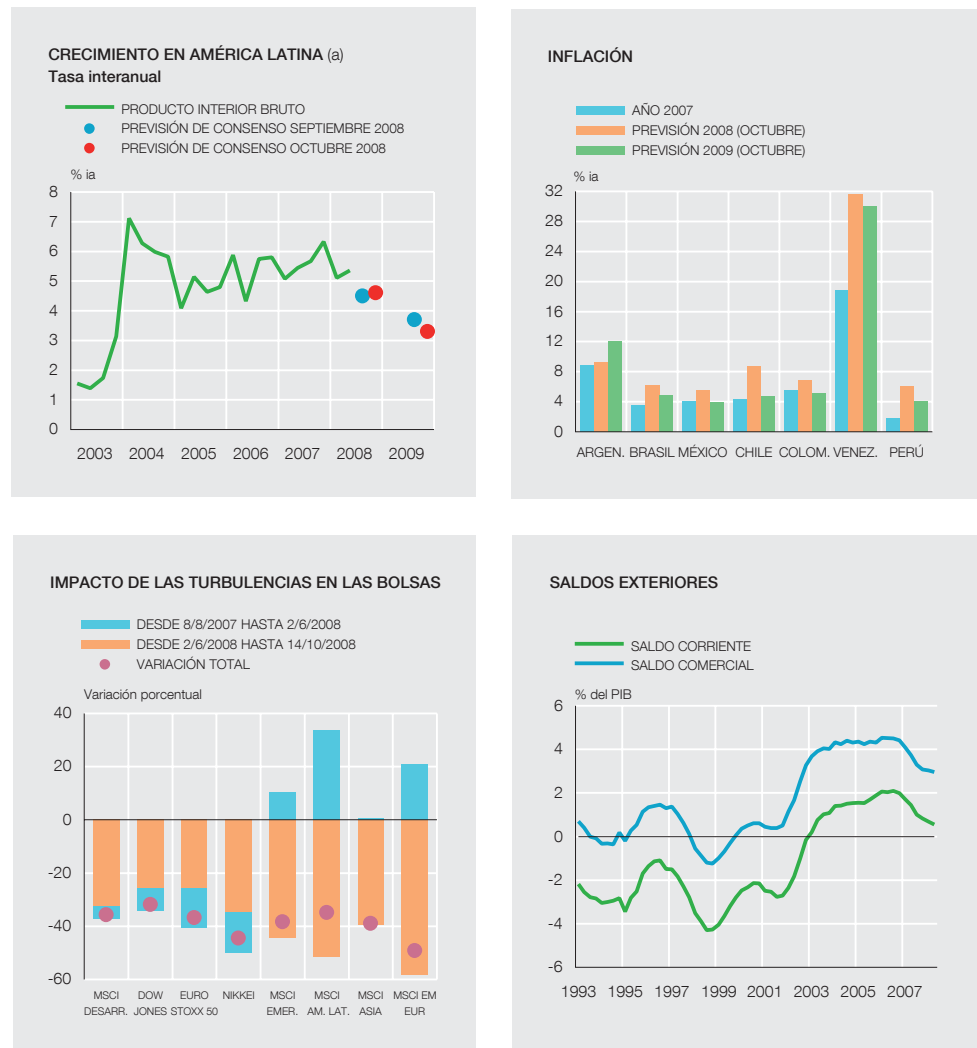 CRECIMIENTO EN AMÉRICA LATINA (a)
Tasa interanual
PRODUCTO INTERIOR BRUTO
PREVISIÓN DE CONSENSO SEPTIEMBRE 2008
PREVISIÓN DE CONSENSO OCTUBRE 2008
% ia
8
7
6
5
4
3
2
1
0
2003 2004 2005 2006 2007 2008 2009
INFLACIÓN
AÑO 2007
PREVISIÓN 2008 (OCTUBRE)
PREVISIÓN 2009 (OCTUBRE)
% ia
32
28
24
20
16
12
8
4
0
ARGEN. BRASIL MÉXICO CHILE COLOM. VENEZ. PERÚ
IMPACTO DE LAS TURBULENCIAS EN LAS BOLSAS
DESDE 8/8/2007 HASTA 2/6/2008
DESDE 2/6/2008 HASTA 14/10/2008
VARIACIÓN TOTAL
Variación porcentual
40
20
0
-20
-40
-60
MSCI DOW EURO NIKKEI MSCI MSCI MSCI MSCI EM
DESARR. JONES STOXX 50 EMER. AM. LAT. ASIA EUR
SALDOS EXTERIORES
SALDO CORRIENTE
SALDO COMERCIAL
% del PIB
6
4
2
0
-2
-4
-6
1993 1995 1997 1999 2001 2003 2005 2007